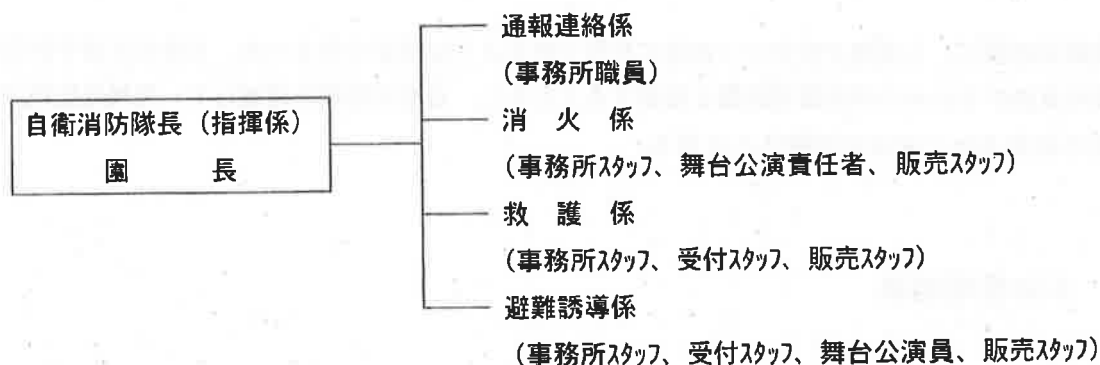 通報連絡係
(事務所職員)
自衛消防隊長(指揮係)
園 長
消 火 係
(事務所スタッフ、舞台公演責任者、販売スタッフ)
救 護 係
(事務所スタッフ、受付スタッフ、販売スタッフ)
避難誘導係
(事務所スタッフ、受付スタッフ、舞台公演員、販売スタッフ)